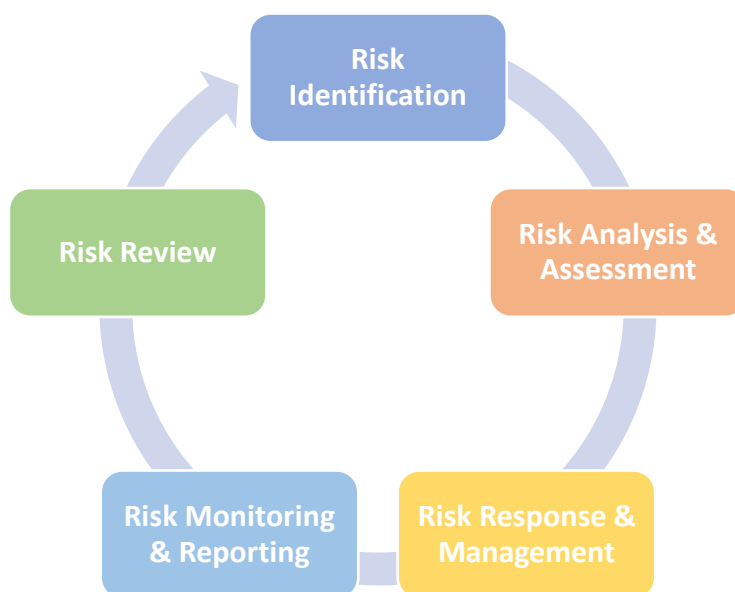 Risk
Identification
Risk Analysis &
Assessment
Risk Response &
Management
Risk Monitoring
& Reporting
Risk Review